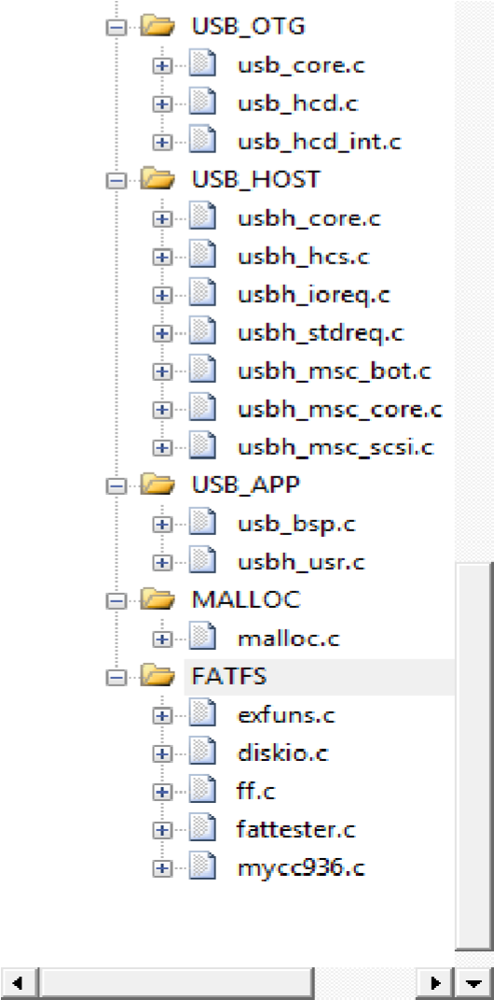 USB_OTG
usb_core.c
usb_hcd.c
usb_hcd_int.c
USB_HOST
usbh_core.c
usbh_hcs.c
usbh_ioreq.c
usbh_stdreq.c
usbh_msc_bot.c
usbh_msc_core.c
usbh_msc_scsi.c
USB_APP
usb_bsp.c
usbh_usr.c
MALLOC
malloc.c
FATFS
exfuns.c
diskio.c
ff.c
fattester.c
mycc936.c